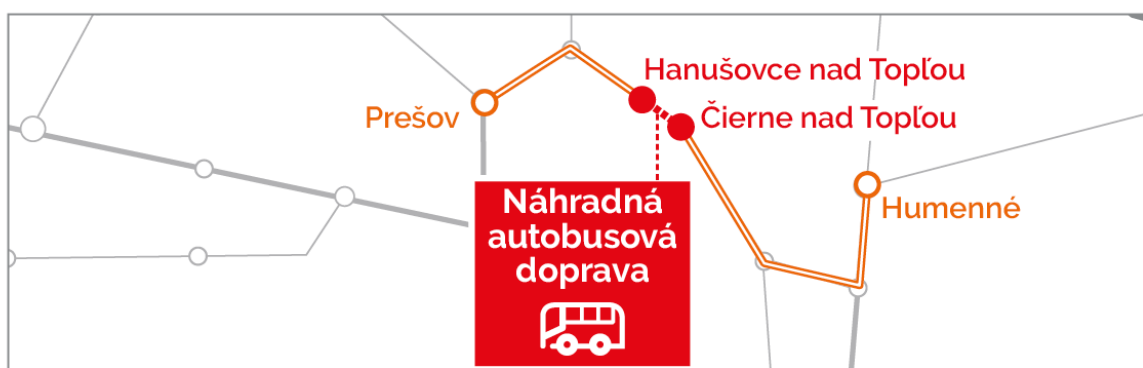 Hanušovce nad Topľou
Prešov
Čierne nad Topľou
Náhradná
autobusová
doprava
Humenné